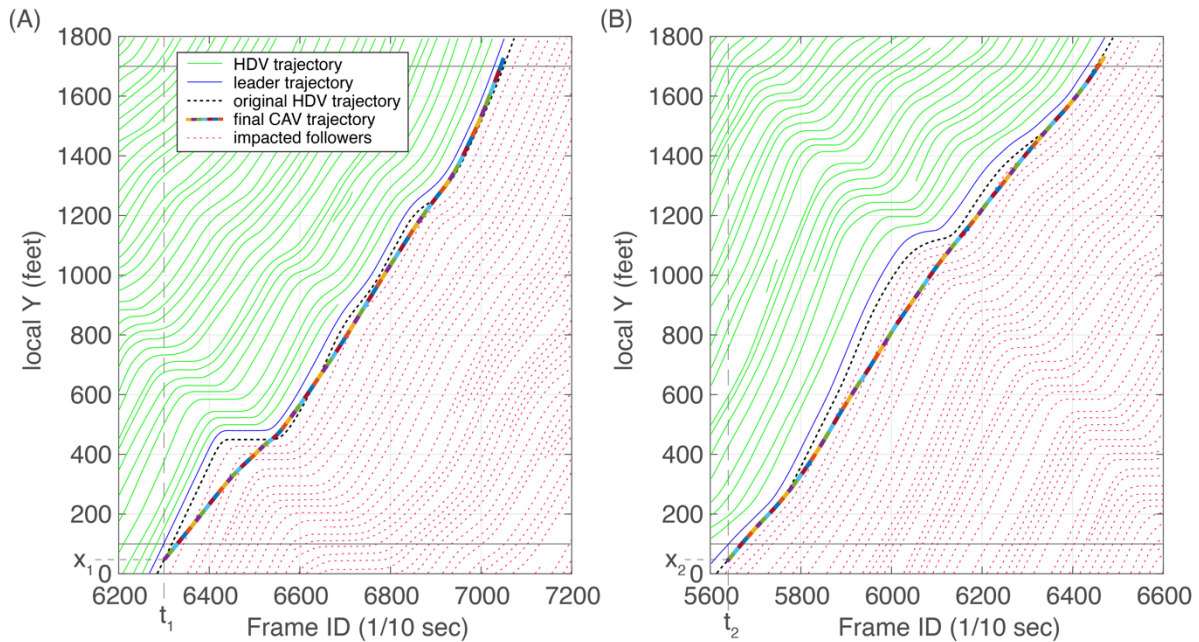 (A)
1800
1600
1400
1200
1000
800
600
400
200
0
local Y (feet)
x1
HDV trajectory
leader trajectory
original HDV trajectory
final CAV trajectory
impacted followers
6200 6400 6600 6800 7000 7200
t1
Frame ID (1/10 sec)
(B)
1800
1600
1400
1200
1000
800
600
400
200
0
local Y (feet)
x2
5600 5800 6000 6200 6400 6600
t2
Frame ID (1/10 sec)